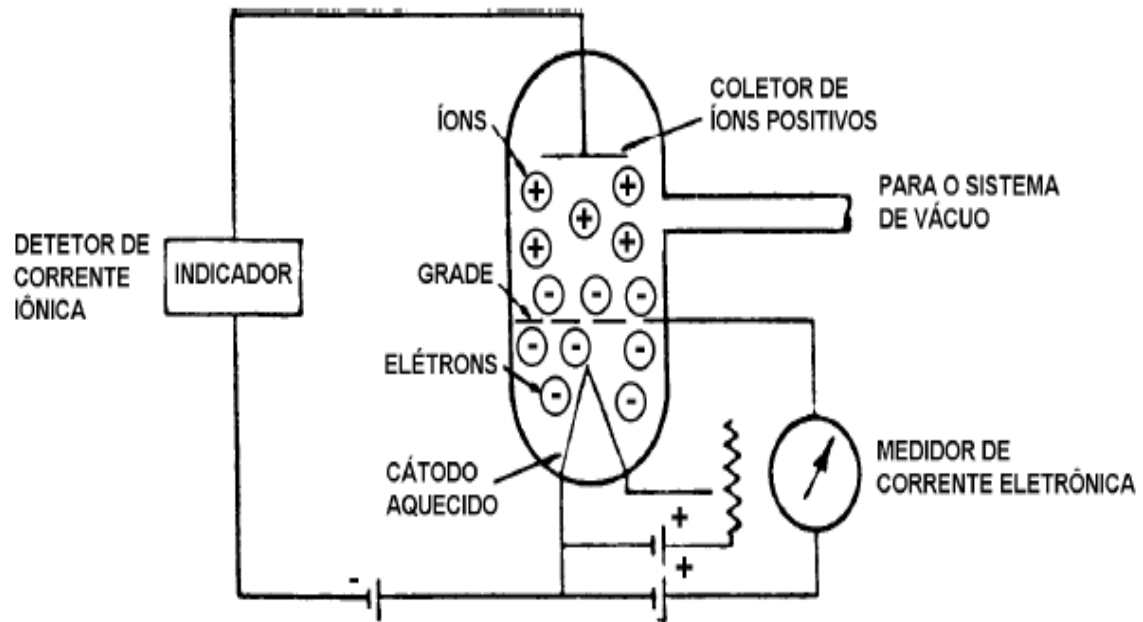 ÍONS
COLETOR DE
ÍONS POSITIVOS
PARA O SISTEMA
DE VÁCUO
DETETOR DE
CORRENTE
IÔNICA
INDICADOR
GRADE
ELÉTRONS
CÁTODO
AQUECIDO
MEDIDOR DE
CORRENTE ELETRÔNICA
+ +
+
+ +
- - -
- - -
- -
+
+
-